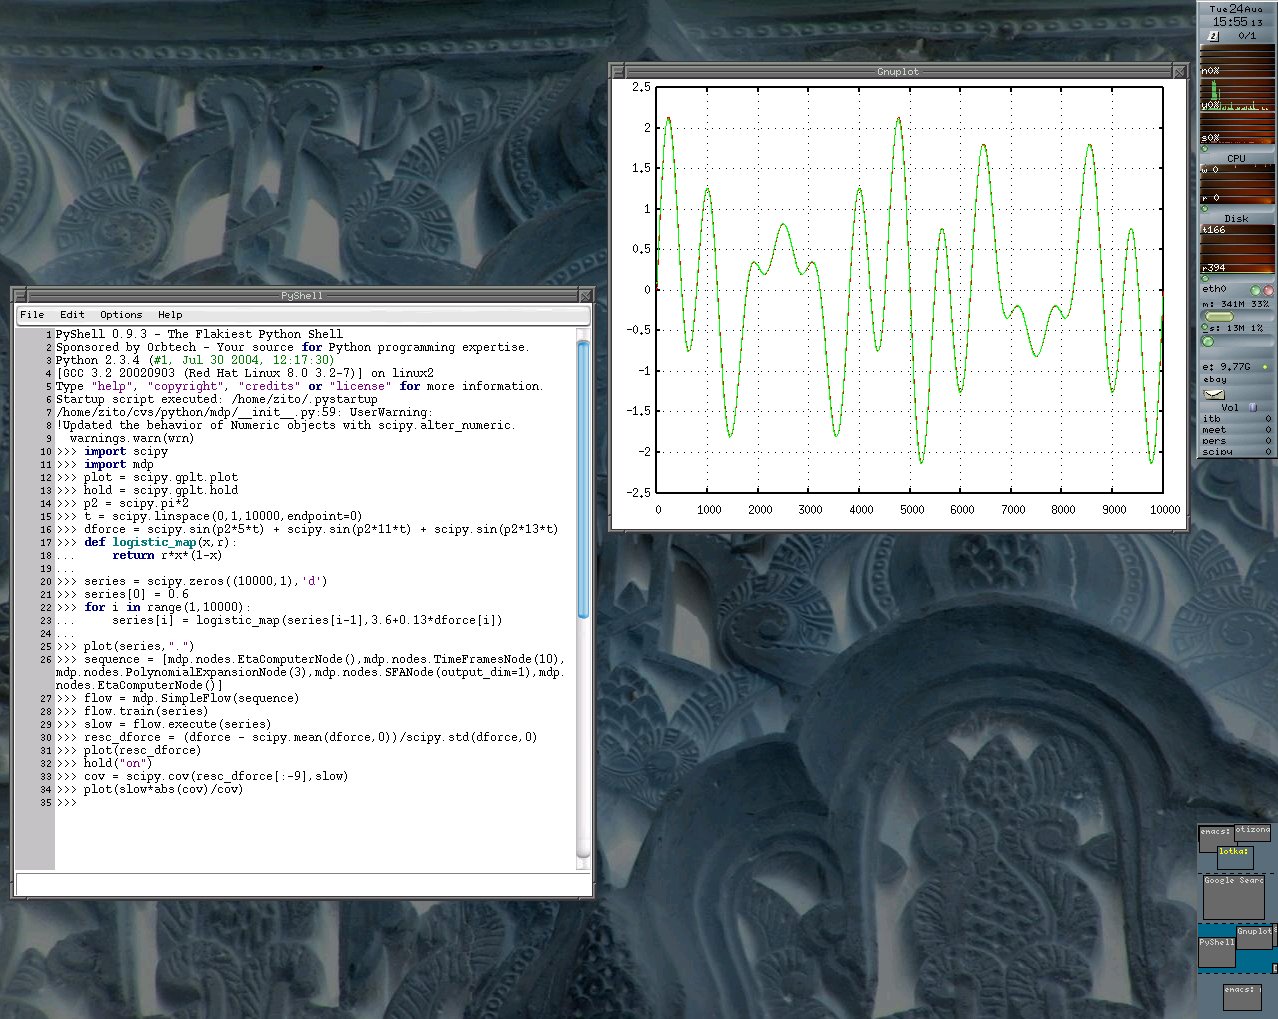 PyShell
File Edit Options Help
1 PyShell 0.9.3 - The Flakiest Python Shell
2 Sponsored by Orbtech - Your source for Python programming expertise.
3 Python 2.3.4 (#1, Jul 30 2004, 12:17:30)
4 [GCC 3.2 20020903 (Red Hat Linux 8.0 3.2-7)] on linux2
5 Type "help", "copyright", "credits" or "license" for more information.
6 Startup script executed: /home/zito/.pystartup
7 /home/zito/cvs/python/mdp/__init__.py:59: UserWarning:
8 !Updated the behavior of Numeric objects with scipy.alter_numeric.
9 warnings.warn(wrn)
10 >>> import scipy
11 >>> import mdp
12 >>> plot = scipy.gplt.plot
13 >>> hold = scipy.gplt.hold
14 >>> p2 = scipy.pi*2
15 >>> t = scipy.linspace(0,1,10000,endpoint=0)
16 >>> dforce = scipy.sin(p2*5*t) + scipy.sin(p2*11*t) + scipy.sin(p2*13*t)
17 >>> def logistic_map(x,r):
18 ... return r*x*(1-x)
19 ...
20 >>> series = scipy.zeros((10000,1),'d')
21 >>> series[0] = 0.6
22 >>> for i in range(1,10000):
23 ... series[i] = logistic_map(series[i-1],3.6+0.13*dforce[i])
24 ...
25 >>> plot(series,".")
26 >>> sequence = [mdp.nodes.EtaComputerNode(),mdp.nodes.TimeFramesNode(10),
mdp.nodes.PolynomialExpansionNode(3),mdp.nodes.SFANode(output_dim=1),mdp.
nodes.EtaComputerNode()]
27 >>> flow = mdp.SimpleFlow(sequence)
28 >>> flow.train(series)
29 >>> slow = flow.execute(series)
30 >>> resc_dforce = (dforce - scipy.mean(dforce,0))/scipy.std(dforce,0)
31 >>> plot(resc_dforce)
32 >>> hold("on")
33 >>> cov = scipy.cov(resc_dforce[:-9],slow)
34 >>> plot(slow*abs(cov)/cov)
35 >>>
Gnuplot
2.5
2
1.5
1
0.5
0
-0.5
-1
-1.5
-2
-2.5
0 1000 2000 3000 4000 5000 6000 7000 8000 9000 10000
Tue 24 Aug
15:55 13
2 0/1
n0%
y0%
s0%
CPU
w 0
r 0
Disk
t166
r394
eth0
m: 341M 33%
s: 13M 1%
e: 9.77G
ebay
Vol
itb 0
meet 0
pers 0
scipy 0
emacs: otizona
lotka:
Google Searc
Gnuplot
PyShell
emacs: